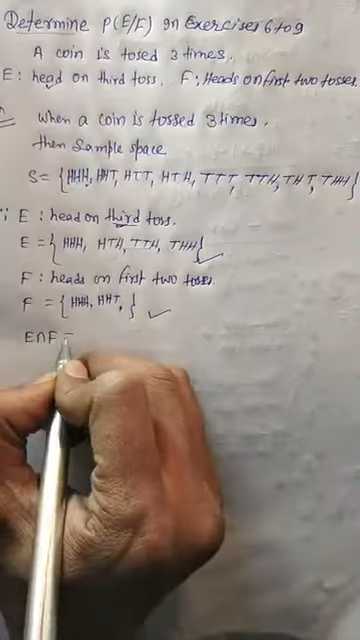 Determine P(E/F) in Exercises 6 to 9
A coin is tosed 3 times.
E: head on third toss. F: Heads on first two tosses
when a coin is tossed 3 times.
then Sample space
S = {HHH, HHT, HTT, HTH, TTT, TTH, THT, THH}
∵ E : head on third toss.
E = {HHH, HTH, TTH, THH}
F : heads on first two tosses
F = {HHH, HHT, }
E∩F =